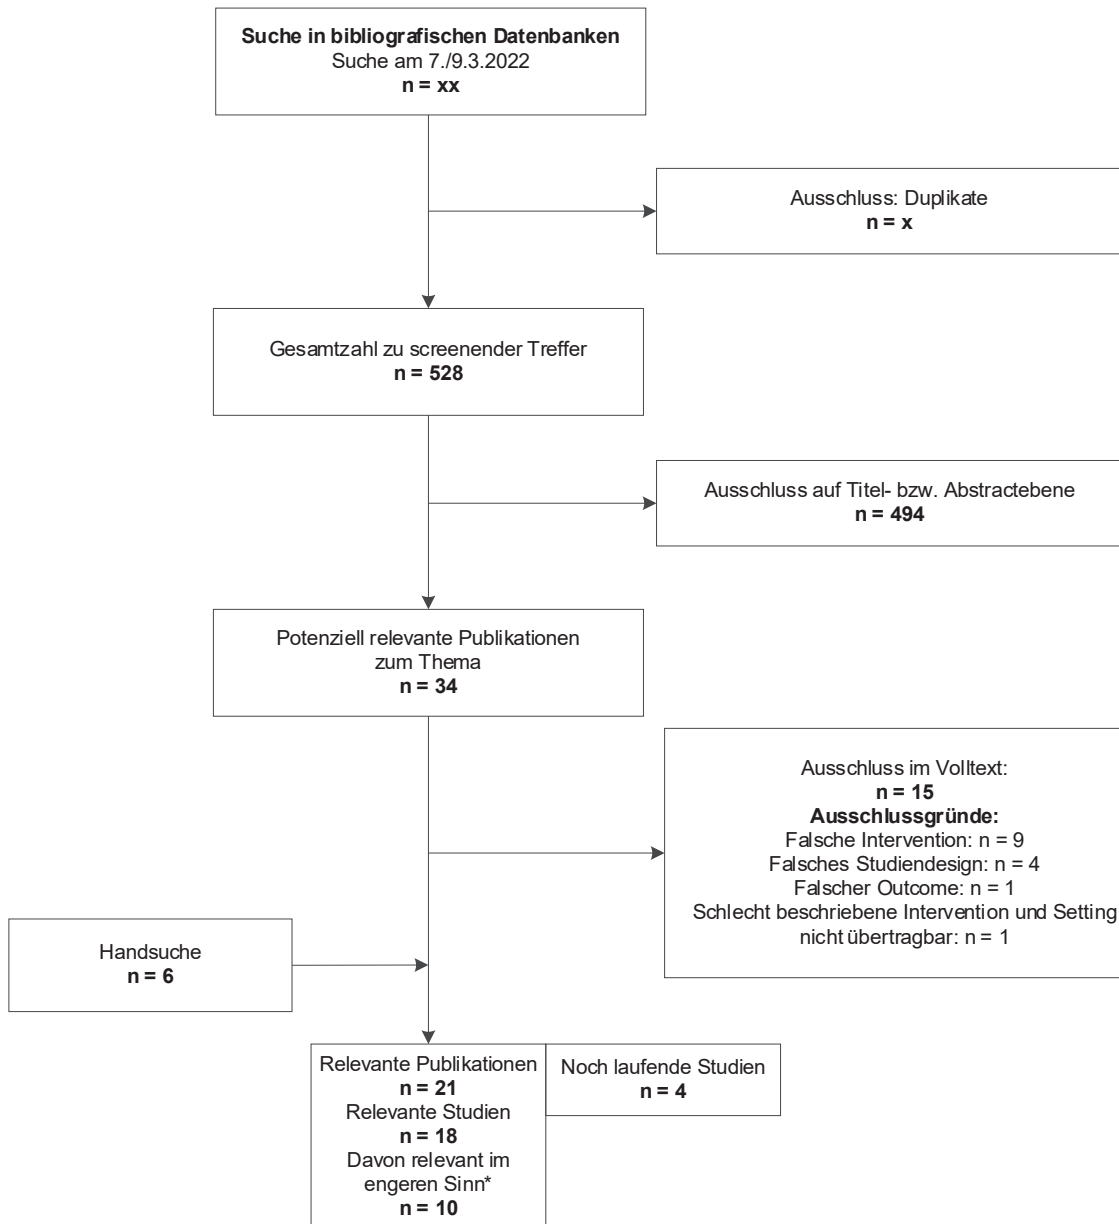 Suche in bibliografischen Datenbanken
Suche am 7./9.3.2022
n = xx
Ausschluss: Duplikate
n = x
Gesamtzahl zu screenender Treffer
n = 528
Ausschluss auf Titel- bzw. Abstractebene
n = 494
Potenziell relevante Publikationen
zum Thema
n = 34
Ausschluss im Volltext:
n = 15
Ausschlussgründe:
Falsche Intervention: n = 9
Falsches Studiendesign: n = 4
Falscher Outcome: n = 1
Schlecht beschriebene Intervention und Setting
nicht übertragbar: n = 1
Handsuche
n = 6
Relevante Publikationen
n = 21
Relevante Studien
n = 18
Davon relevant im
engeren Sinn*
n = 10
Noch laufende Studien
n = 4